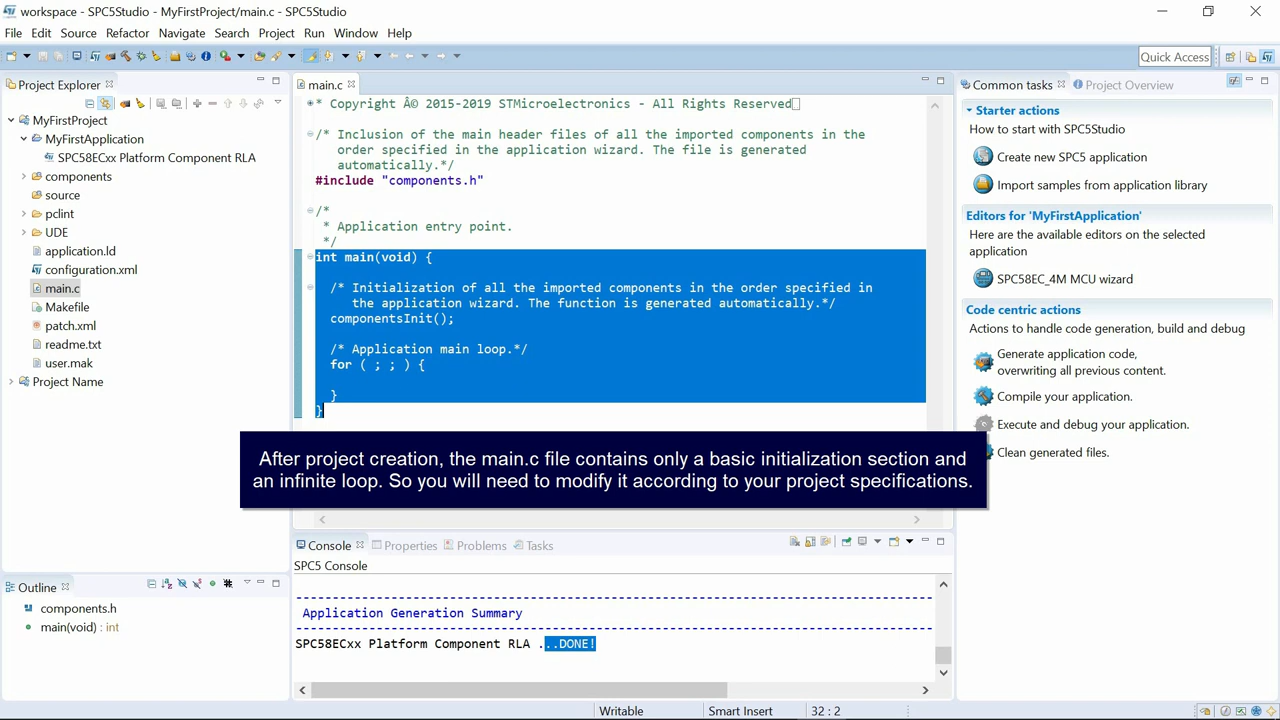 workspace - SPC5Studio - MyFirstProject/main.c - SPC5Studio
File Edit Source Refactor Navigate Search Project Run Window Help
Quick Access
Project Explorer
MyFirstProject
MyFirstApplication
SPC58ECxx Platform Component RLA
components
source
pclint
UDE
application.ld
configuration.xml
main.c
Makefile
patch.xml
readme.txt
user.mak
Project Name
main.c
* Copyright Â© 2015-2019 STMicroelectronics - All Rights Reserved
/* Inclusion of the main header files of all the imported components in the
order specified in the application wizard. The file is generated
automatically.*/
#include "components.h"
/*
* Application entry point.
*/
int main(void) {
/* Initialization of all the imported components in the order specified in
the application wizard. The function is generated automatically.*/
componentsInit();
/* Application main loop.*/
for ( ; ; ) {
}
}
After project creation, the main.c file contains only a basic initialization section and
an infinite loop. So you will need to modify it according to your project specifications.
Common tasks Project Overview
Starter actions
How to start with SPC5Studio
Create new SPC5 application
Import samples from application library
Editors for 'MyFirstApplication'
Here are the available editors on the selected
application
SPC58EC_4M MCU wizard
Code centric actions
Actions to handle code generation, build and debug
Generate application code,
overwriting all previous content.
Compile your application.
Execute and debug your application.
Clean generated files.
Outline
components.h
main(void) : int
Console Properties Problems Tasks
SPC5 Console
Application Generation Summary
SPC58ECxx Platform Component RLA ...DONE!
Writable Smart Insert 32 : 2